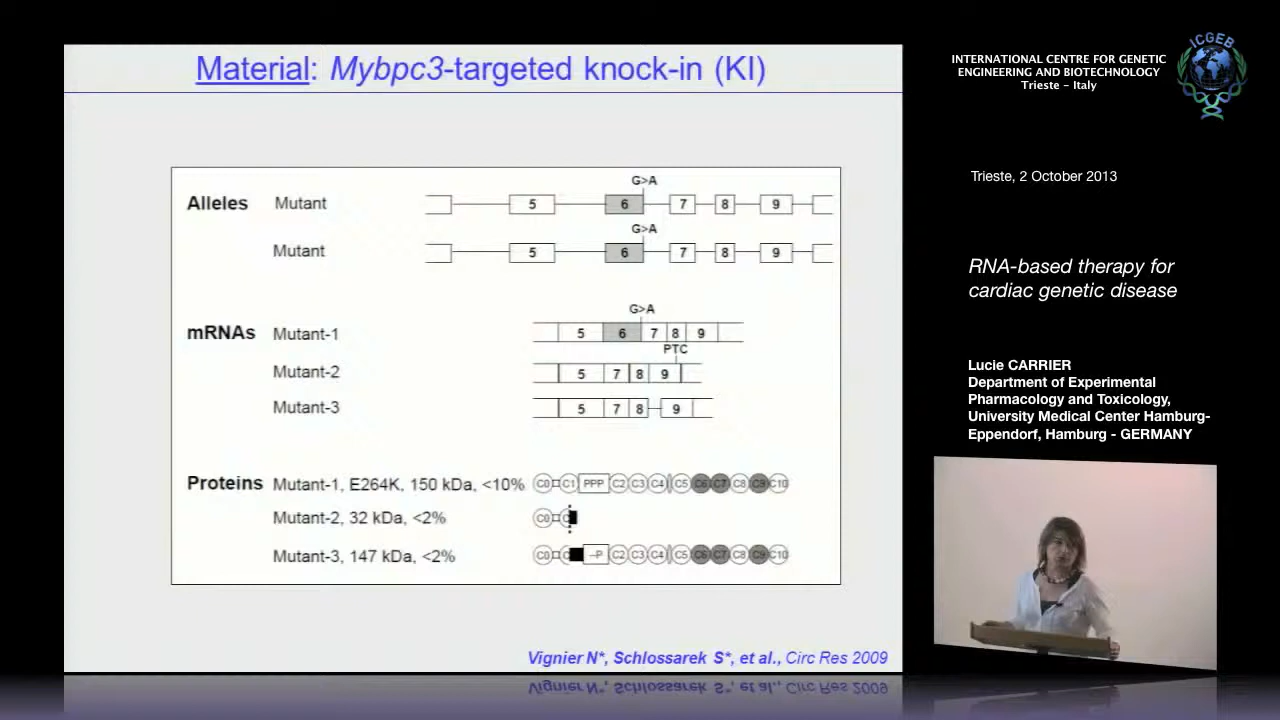 Material: Mybpc3-targeted knock-in (KI)
G>A
Alleles Mutant 5 6 7 8 9
G>A
Mutant 5 6 7 8 9
G>A
mRNAs Mutant-1 5 6 7 8 9
PTC
Mutant-2 5 7 8 9
Mutant-3 5 7 8 9
Proteins Mutant-1, E264K, 150 kDa, <10% C0 C1 PPP C2 C3 C4 C5 C6 C7 C8 C9 C10
Mutant-2, 32 kDa, <2% C0 C
Mutant-3, 147 kDa, <2% C0 C –P C2 C3 C4 C5 C6 C7 C8 C9 C10
Vignier N*, Schlossarek S*, et al., Circ Res 2009
INTERNATIONAL CENTRE FOR GENETIC
ENGINEERING AND BIOTECHNOLOGY
Trieste - Italy
ICGEB
Trieste, 2 October 2013
RNA-based therapy for
cardiac genetic disease
Lucie CARRIER
Department of Experimental
Pharmacology and Toxicology,
University Medical Center Hamburg-
Eppendorf, Hamburg - GERMANY